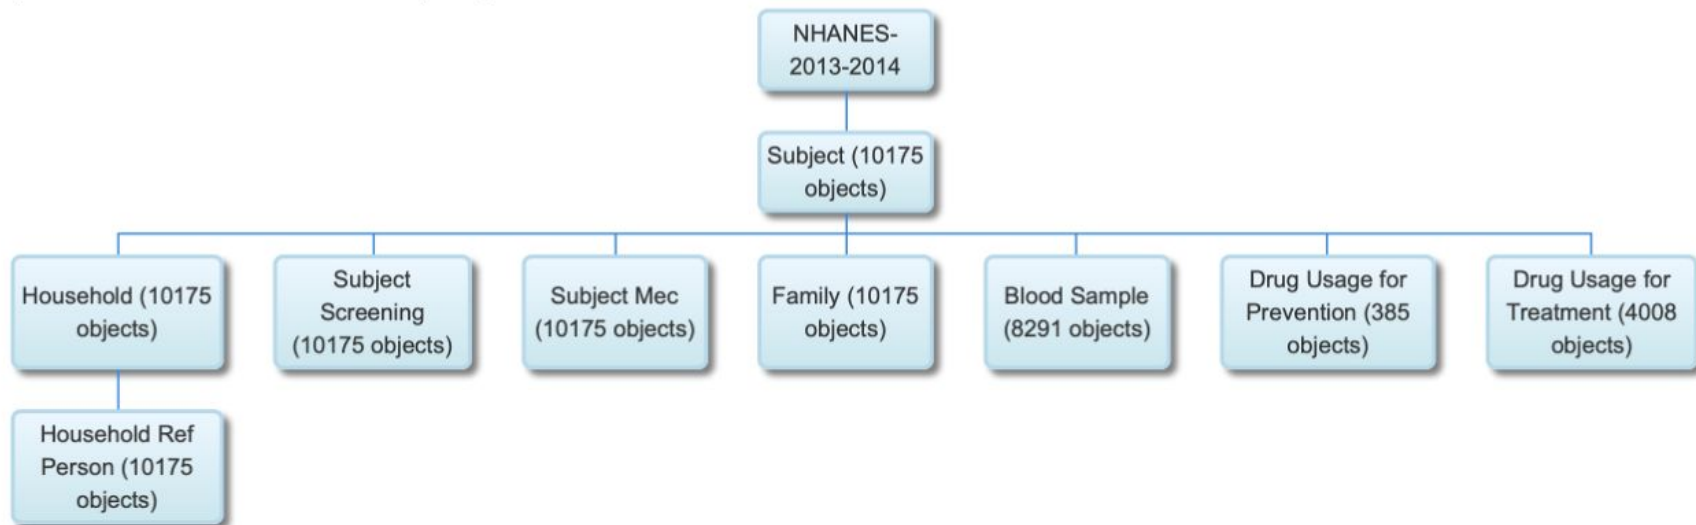 NHANES-
2013-2014
Subject (10175
objects)
Household (10175
objects)
Subject
Screening
(10175 objects)
Subject Mec
(10175 objects)
Family (10175
objects)
Blood Sample
(8291 objects)
Drug Usage for
Prevention (385
objects)
Drug Usage for
Treatment (4008
objects)
Household Ref
Person (10175
objects)